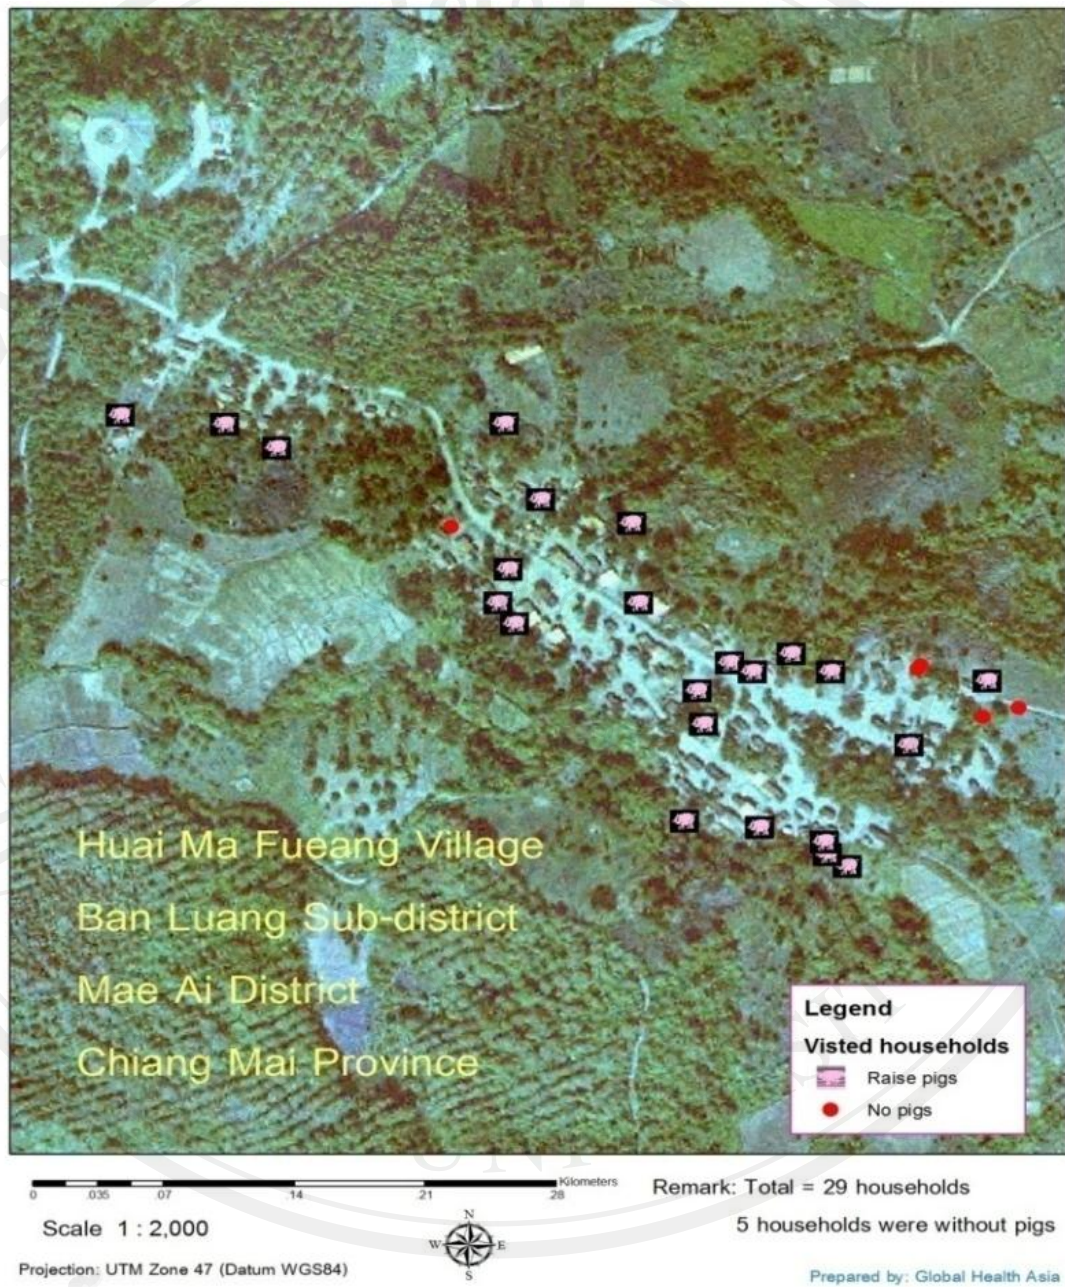 Huai Ma Fueang Village
Ban Luang Sub-district
Mae Ai District
Chiang Mai Province
Legend
Visted households
Raise pigs
No pigs
0 .035 .07 .14 .21 .28 Kilometers
Remark: Total = 29 households
Scale 1 : 2,000
5 households were without pigs
N
W E
S
Projection: UTM Zone 47 (Datum WGS84)
Prepared by: Global Health Asia